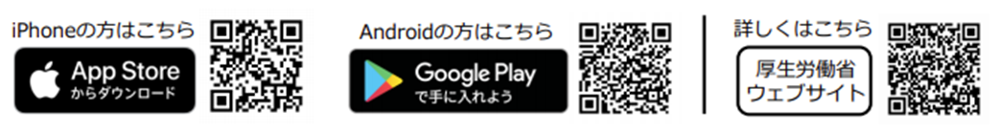 iPhoneの方はこちら
App Store
からダウンロード
Androidの方はこちら
Google Play
で手に入れよう
詳しくはこちら
厚生労働省
ウェブサイト